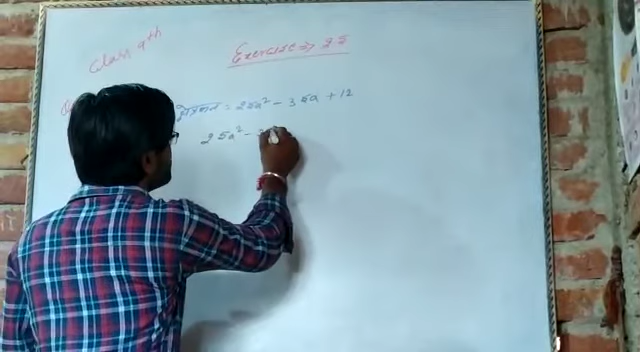 Class 9th
Exercise ⇒ 2.5
क्षेत्रफल = 25a² - 35a + 12
25a² -